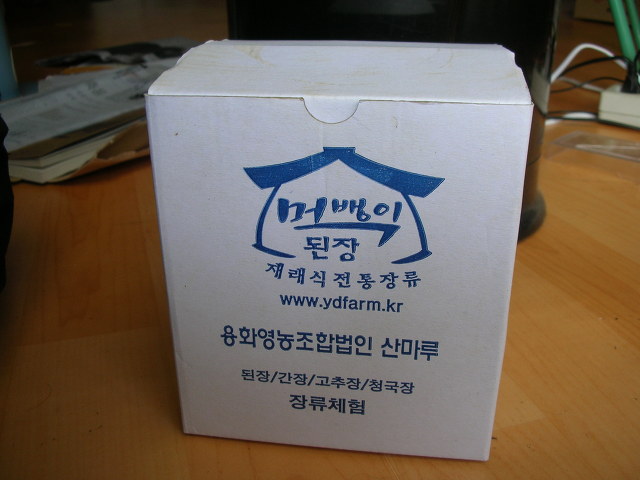 머뱅이
된장
재래식전통장류
www.ydfarm.kr
용화영농조합법인 산마루
된장/간장/고추장/청국장
장류체험